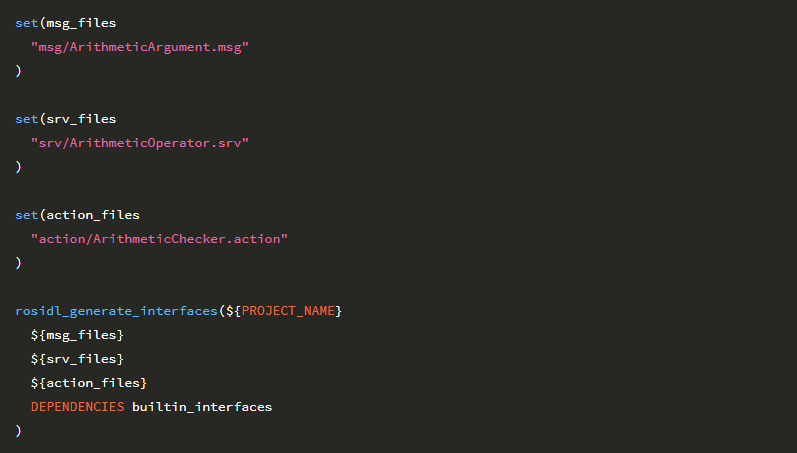 set(msg_files
  "msg/ArithmeticArgument.msg"
)

set(srv_files
  "srv/ArithmeticOperator.srv"
)

set(action_files
  "action/ArithmeticChecker.action"
)

rosidl_generate_interfaces(${PROJECT_NAME}
  ${msg_files}
  ${srv_files}
  ${action_files}
  DEPENDENCIES builtin_interfaces
)